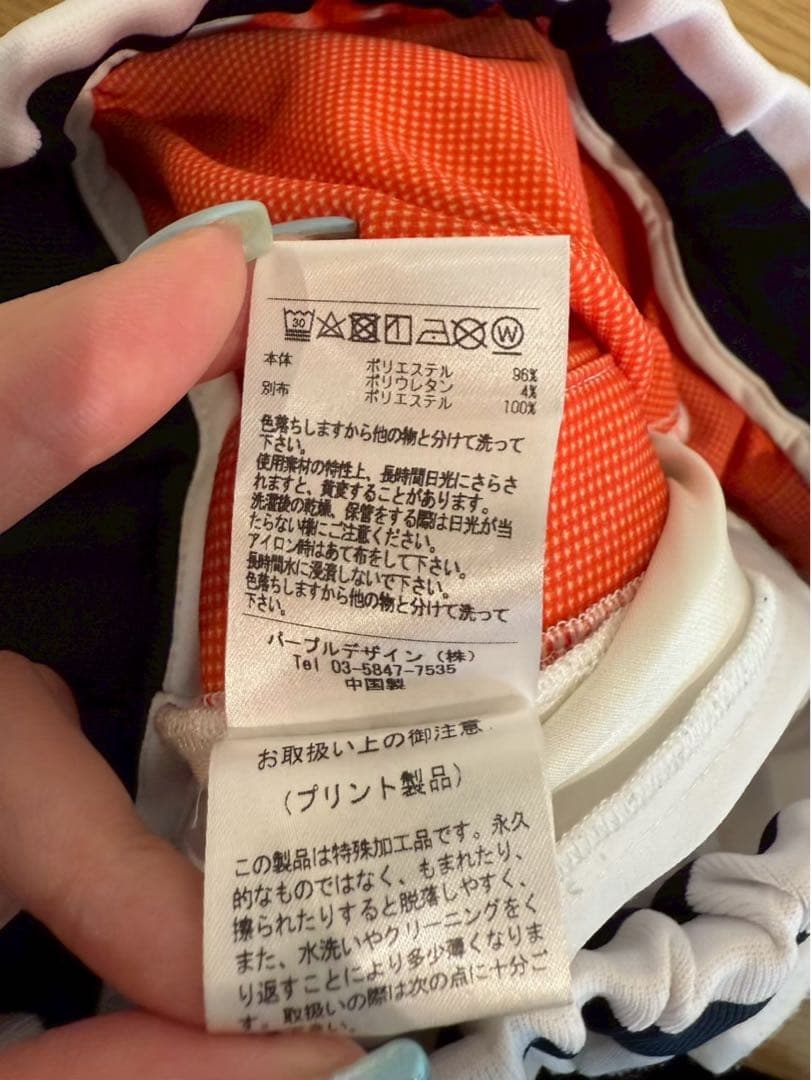 30 W
本体 ポリエステル 96%
ポリウレタン 4%
別布 ポリエステル 100%
色落ちしますから他の物と分けて洗って
下さい。
使用素材の特性上、長時間日光にさらさ
れますと、黄変することがあります。
洗濯後の乾燥、保管をする際は日光が当
たらない様にご注意ください。
アイロン時はあて布をして下さい。
長時間水に浸漬しないで下さい。
色落ちしますから他の物と分けて洗って
下さい。
パープルデザイン(株)
Tel 03-5847-7535
中国製
お取扱い上の御注意
(プリント製品)
この製品は特殊加工品です。永久
的なものではなく、もまれたり、
擦られたりすると脱落しやすく、
また、水洗いやクリーニングをく
り返すことにより多少薄くなりま
す。取扱いの際は次の点に十分ご